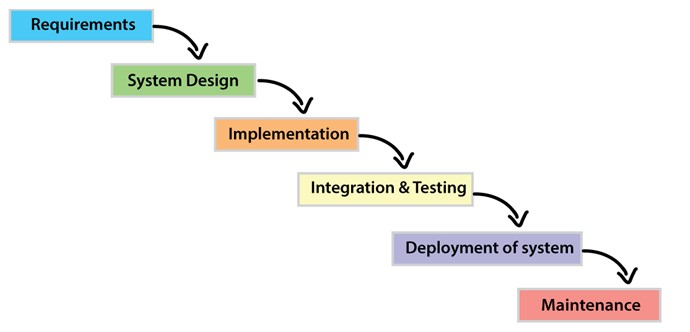 Requirements
System Design
Implementation
Integration & Testing
Deployment of system
Maintenance